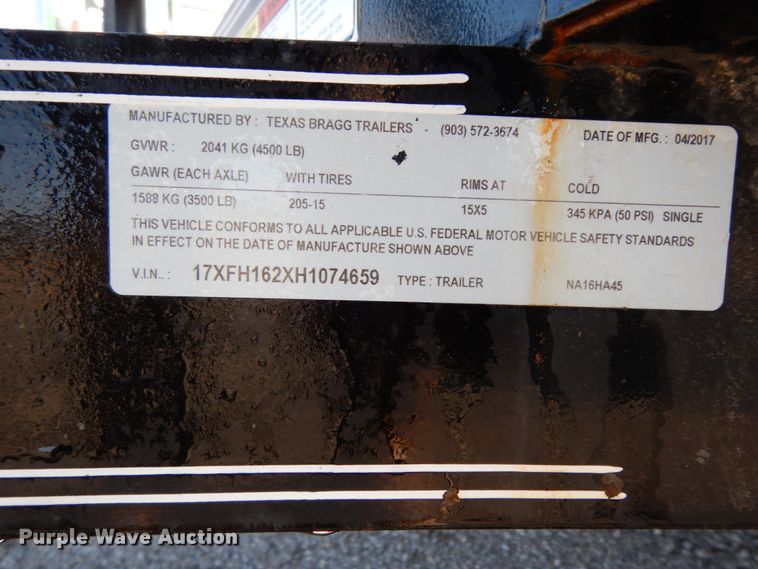 MANUFACTURED BY : TEXAS BRAGG TRAILERS - (903) 572-3674 DATE OF MFG. : 04/2017
GVWR : 2041 KG (4500 LB)
GAWR (EACH AXLE) WITH TIRES RIMS AT COLD
1588 KG (3500 LB) 205-15 15X5 345 KPA (50 PSI) SINGLE
THIS VEHICLE CONFORMS TO ALL APPLICABLE U.S. FEDERAL MOTOR VEHICLE SAFETY STANDARDS
IN EFFECT ON THE DATE OF MANUFACTURE SHOWN ABOVE
V.I.N.. : 17XFH162XH1074659 TYPE : TRAILER NA16HA45
Purple Wave Auction